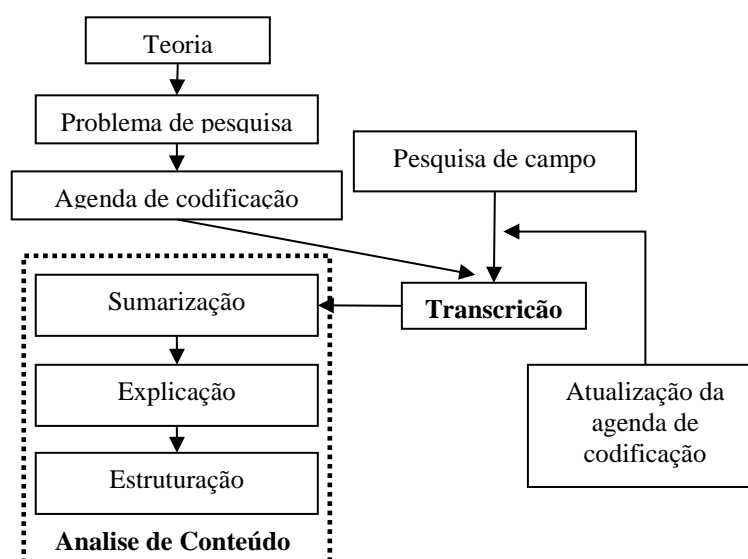 Teoria
Problema de pesquisa
Pesquisa de campo
Agenda de codificação
Sumarização
Transcricão
Explicação
Atualização da
agenda de
codificação
Estruturação
Analise de Conteúdo